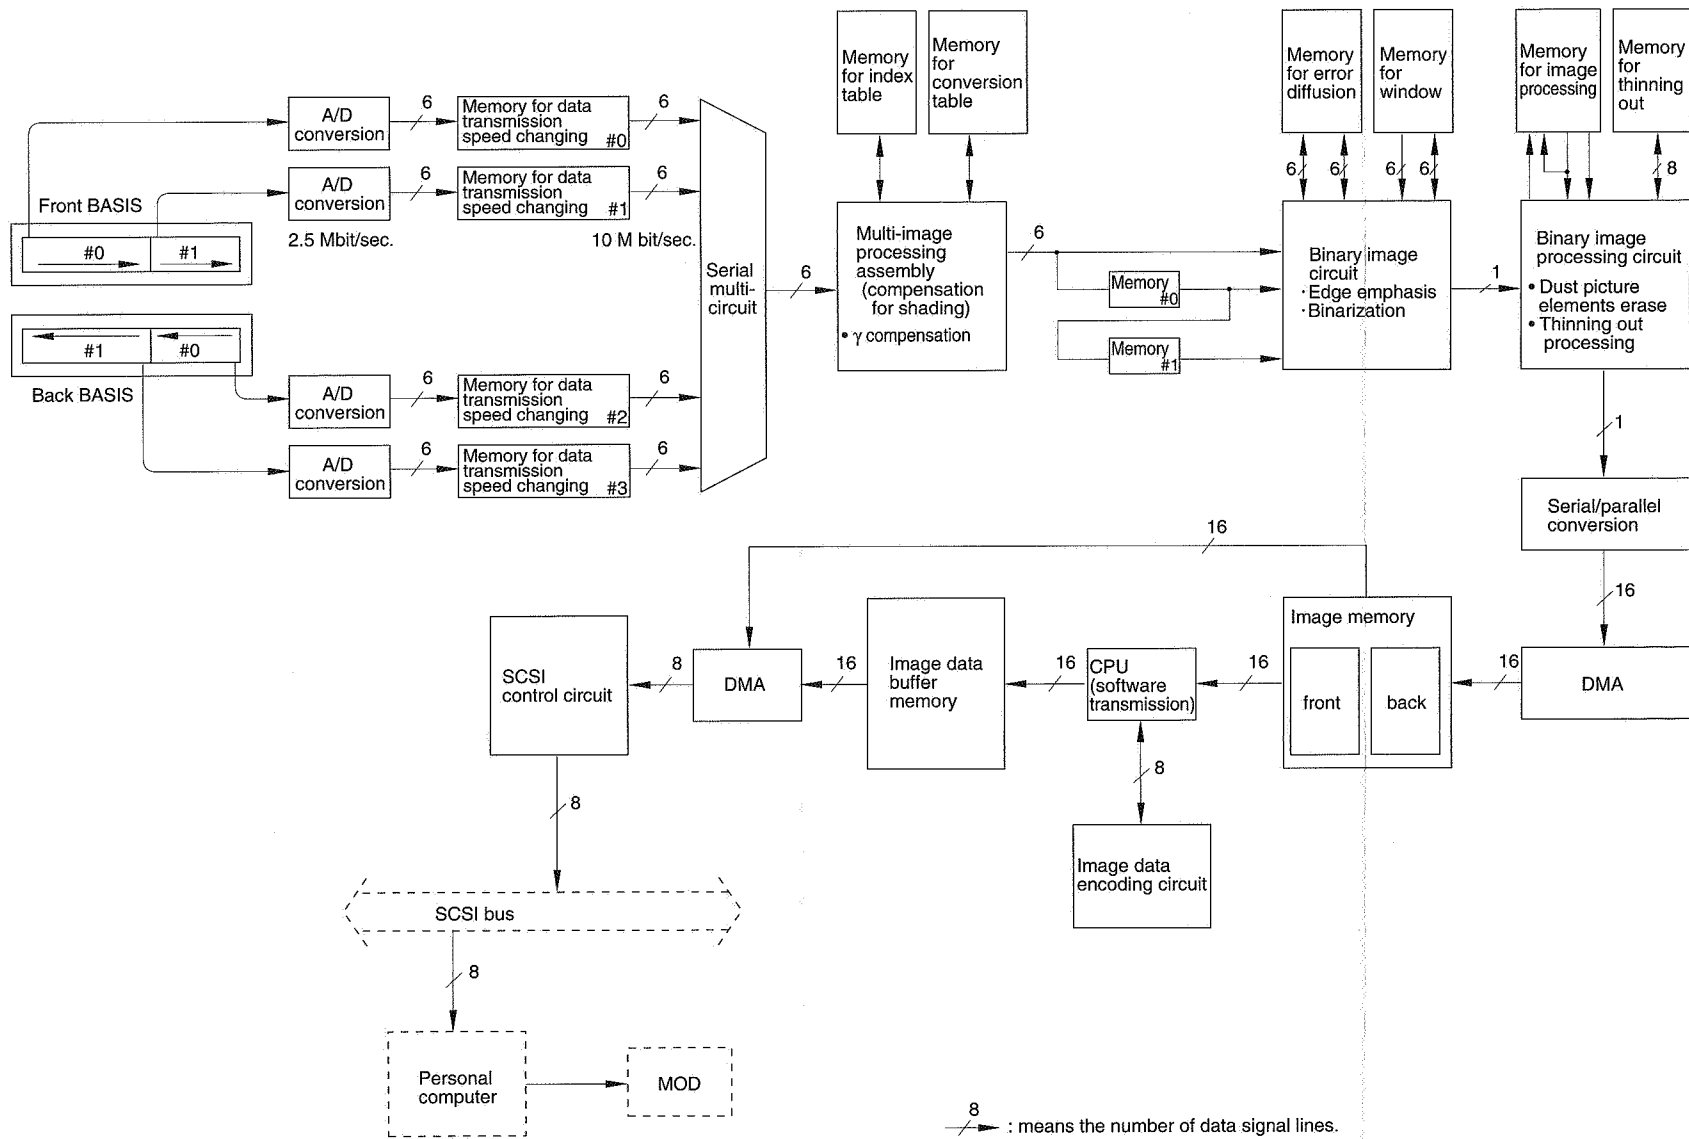 Memory
for index
table
Memory
for
conversion
table
Memory
for error
diffusion
Memory
for
window
Memory
for image
processing
Memory
for
thinning
out
A/D
conversion
6
Memory for data
transmission
speed changing #0
6
A/D
conversion
6
Memory for data
transmission
speed changing #1
6
2.5 Mbit/sec.
10 M bit/sec.
Front BASIS
#0
#1
#1
#0
Back BASIS
A/D
conversion
6
Memory for data
transmission
speed changing #2
6
A/D
conversion
6
Memory for data
transmission
speed changing #3
6
Serial
multi-
circuit
6
Multi-image
processing
assembly
(compensation
for shading)
• γ compensation
6
Memory
#0
Memory
#1
6
6
6
6
Binary image
circuit
· Edge emphasis
· Binarization
1
8
Binary image
processing circuit
• Dust picture
elements erase
• Thinning out
processing
1
Serial/parallel
conversion
16
DMA
16
Image memory
front
back
16
16
CPU
(software
transmission)
8
Image data
encoding circuit
16
Image data
buffer
memory
16
DMA
8
SCSI
control circuit
8
SCSI bus
8
Personal
computer
MOD
8
: means the number of data signal lines.